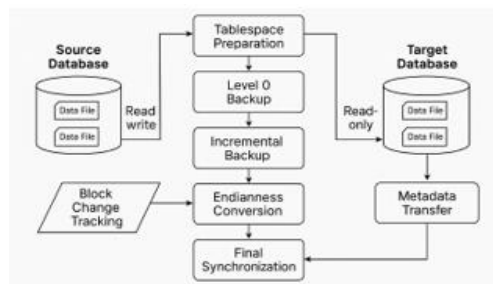 Source
Database
Data File
Data File
Read
write
Tablespace
Preparation
Level 0
Backup
Incremental
Backup
Block
Change
Tracking
Endianness
Conversion
Final
Synchronization
Read-
only
Target
Database
Data File
Data File
Metadata
Transfer